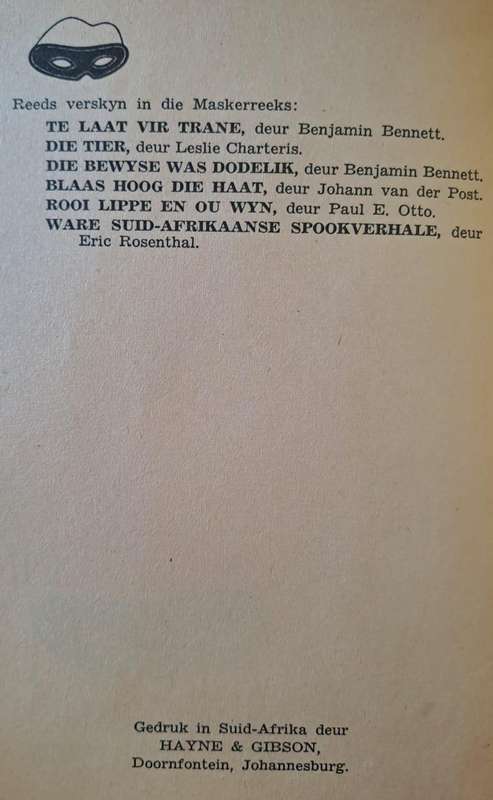 Reeds verskyn in die Maskerreeks:
TE LAAT VIR TRANE, deur Benjamin Bennett.
DIE TIER, deur Leslie Charteris.
DIE BEWYSE WAS DODELIK, deur Benjamin Bennett.
BLAAS HOOG DIE HAAT, deur Johann van der Post.
ROOI LIPPE EN OU WYN, deur Paul E. Otto.
WARE SUID-AFRIKAANSE SPOOKVERHALE, deur
Eric Rosenthal.
Gedruk in Suid-Afrika deur
HAYNE & GIBSON,
Doornfontein, Johannesburg.